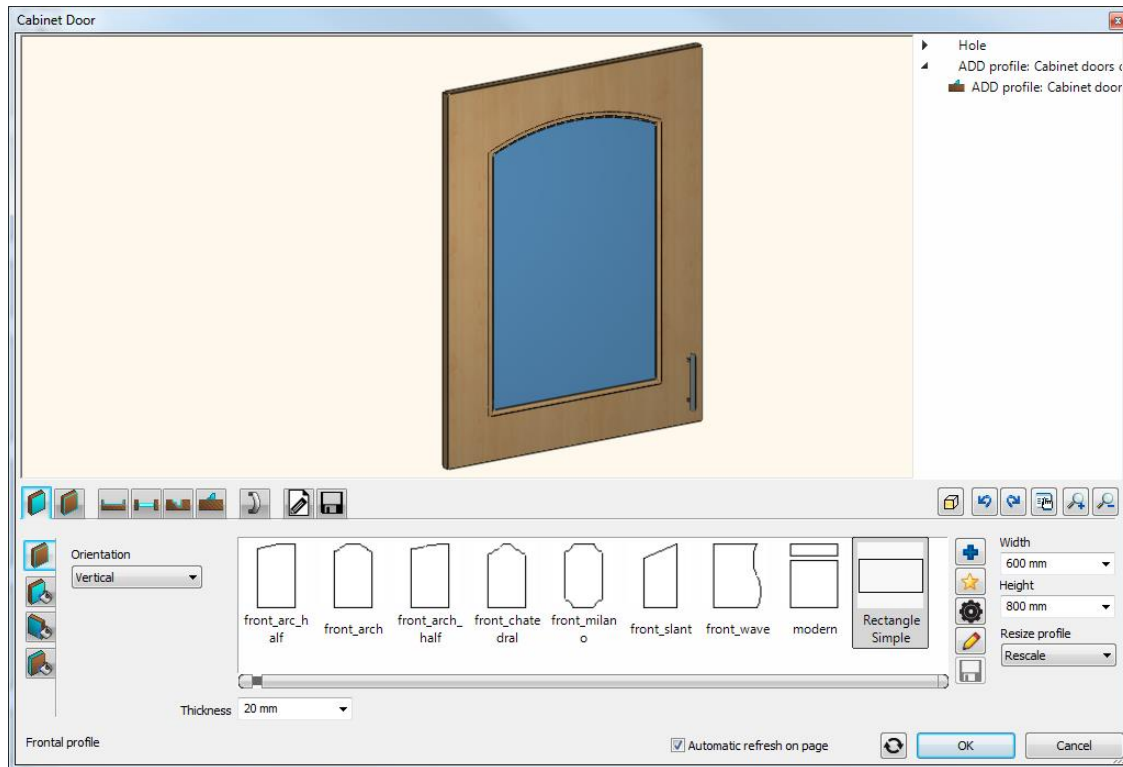 Cabinet Door
Hole
ADD profile: Cabinet doors c
ADD profile: Cabinet door
Orientation
Vertical
front_arc_h
alf
front_arch
front_arch_
half
front_chate
dral
front_milan
o
front_slant
front_wave
modern
Rectangle
Simple
Width
600 mm
Height
800 mm
Resize profile
Rescale
Thickness
20 mm
Frontal profile
Automatic refresh on page
OK
Cancel